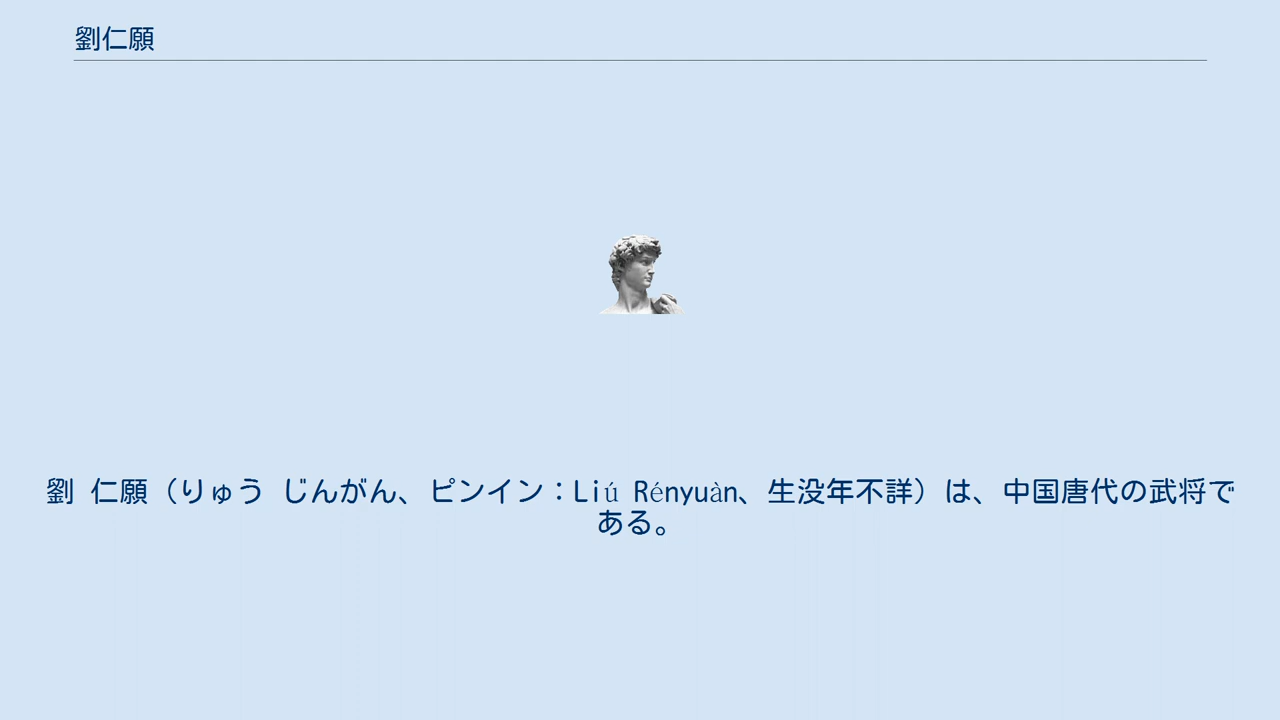 劉仁願
劉 仁願（りゅう じんがん、ピンイン：Liú Rényuàn、生没年不詳）は、中国唐代の武将で
ある。